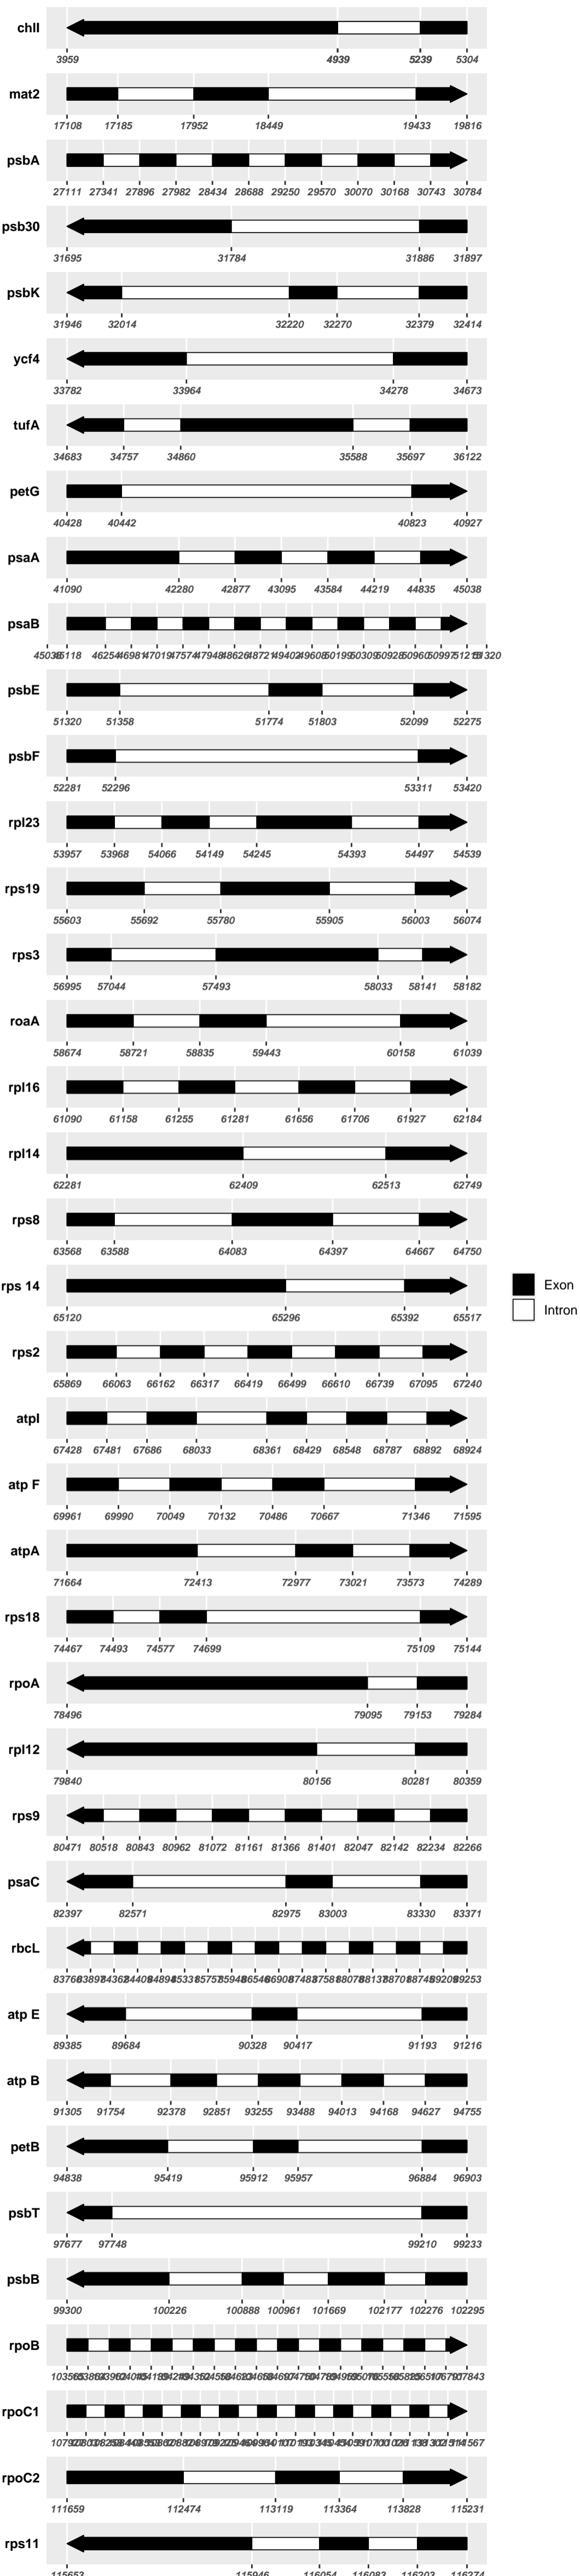 chlI
3959 4939 5239 5304
mat2
17108 17185 17952 18449 19433 19816
psbA
27111 27341 27896 27982 28434 28688 29250 29570 30070 30168 30743 30784
psb30
31695 31784 31886 31897
psbK
31946 32014 32220 32270 32379 32414
ycf4
33782 33964 34278 34673
tufA
34683 34757 34860 35588 35697 36122
petG
40428 40442 40823 40927
psaA
41090 42280 42877 43095 43584 44219 44835 45038
psaB
51320
psbE
51320 51358 51774 51803 52099 52275
psbF
52281 52296 53311 53420
rpl23
53957 53968 54066 54149 54245 54393 54497 54539
rps19
55603 55692 55780 55905 56003 56074
rps3
56995 57044 57493 58033 58141 58182
roaA
58674 58721 58835 59443 60158 61039
rpl16
61090 61158 61255 61281 61656 61706 61927 62184
rpl14
62281 62409 62513 62749
rps8
63568 63588 64083 64397 64667 64750
rps 14
65120 65296 65392 65517
Exon
Intron
rps2
65869 66063 66162 66317 66419 66499 66610 66739 67095 67240
atpI
67428 67481 67686 68033 68361 68429 68548 68787 68892 68924
atp F
69961 69990 70049 70132 70486 70667 71346 71595
atpA
71664 72413 72977 73021 73573 74289
rps18
74467 74493 74577 74699 75109 75144
rpoA
78496 79095 79153 79284
rpl12
79840 80156 80281 80359
rps9
80471 80518 80843 80962 81072 81161 81366 81401 82047 82142 82234 82266
psaC
82397 82571 82975 83003 83330 83371
rbcL
89253
atp E
89385 89684 90328 90417 91193 91216
atp B
91305 91754 92378 92851 93255 93488 94013 94168 94627 94755
petB
94838 95419 95912 95957 96884 96903
psbT
97677 97748 99210 99233
psbB
99300 100226 100888 100961 101669 102177 102276 102295
rpoB
rpoC1
rpoC2
111659 112474 113119 113364 113828 115231
rps11